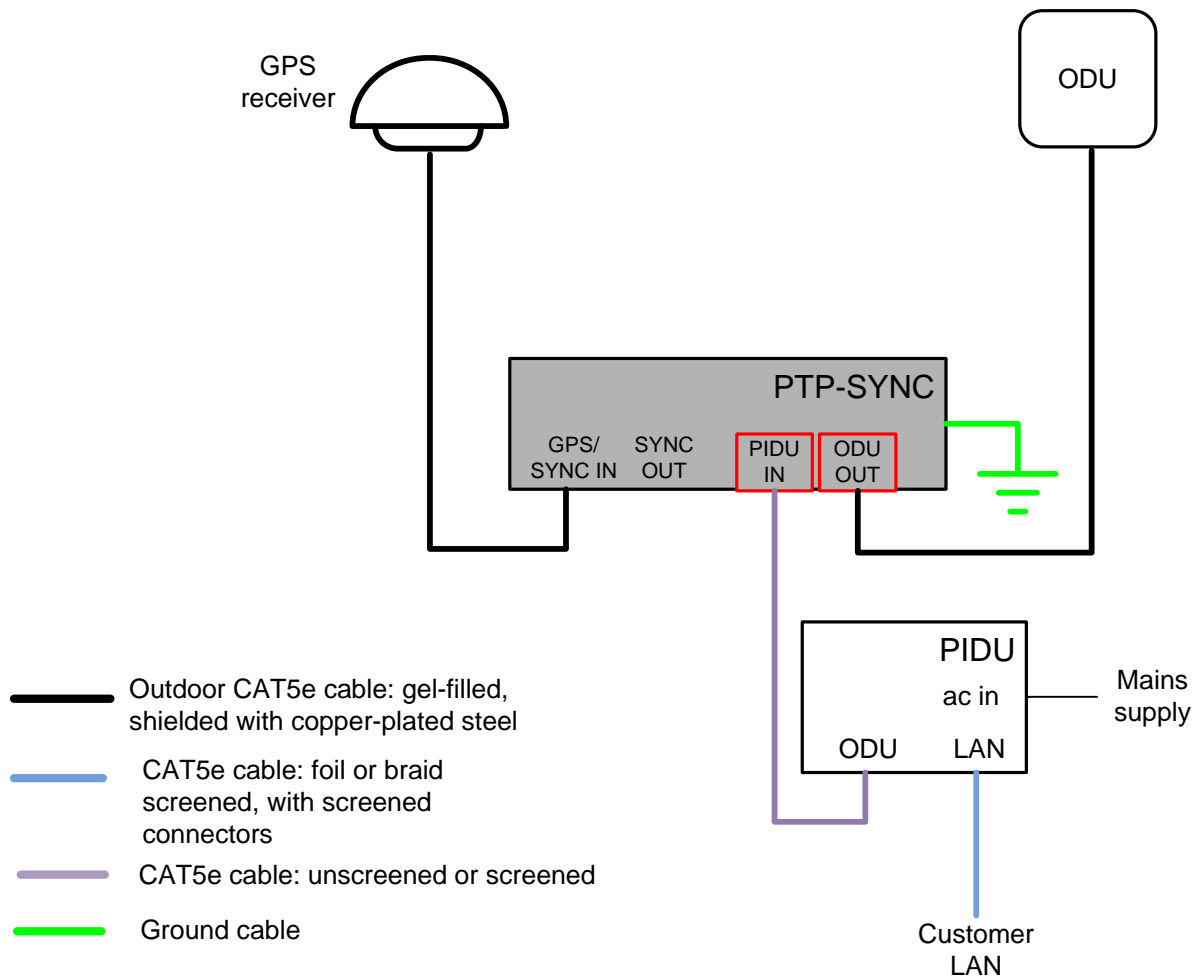 GPS
receiver
ODU
PTP-SYNC
GPS/
SYNC IN
SYNC
OUT
PIDU
IN
ODU
OUT
PIDU
ac in
Mains
supply
ODU
LAN
Customer
LAN
Outdoor CAT5e cable: gel-filled,
shielded with copper-plated steel
CAT5e cable: foil or braid
screened, with screened
connectors
CAT5e cable: unscreened or screened
Ground cable